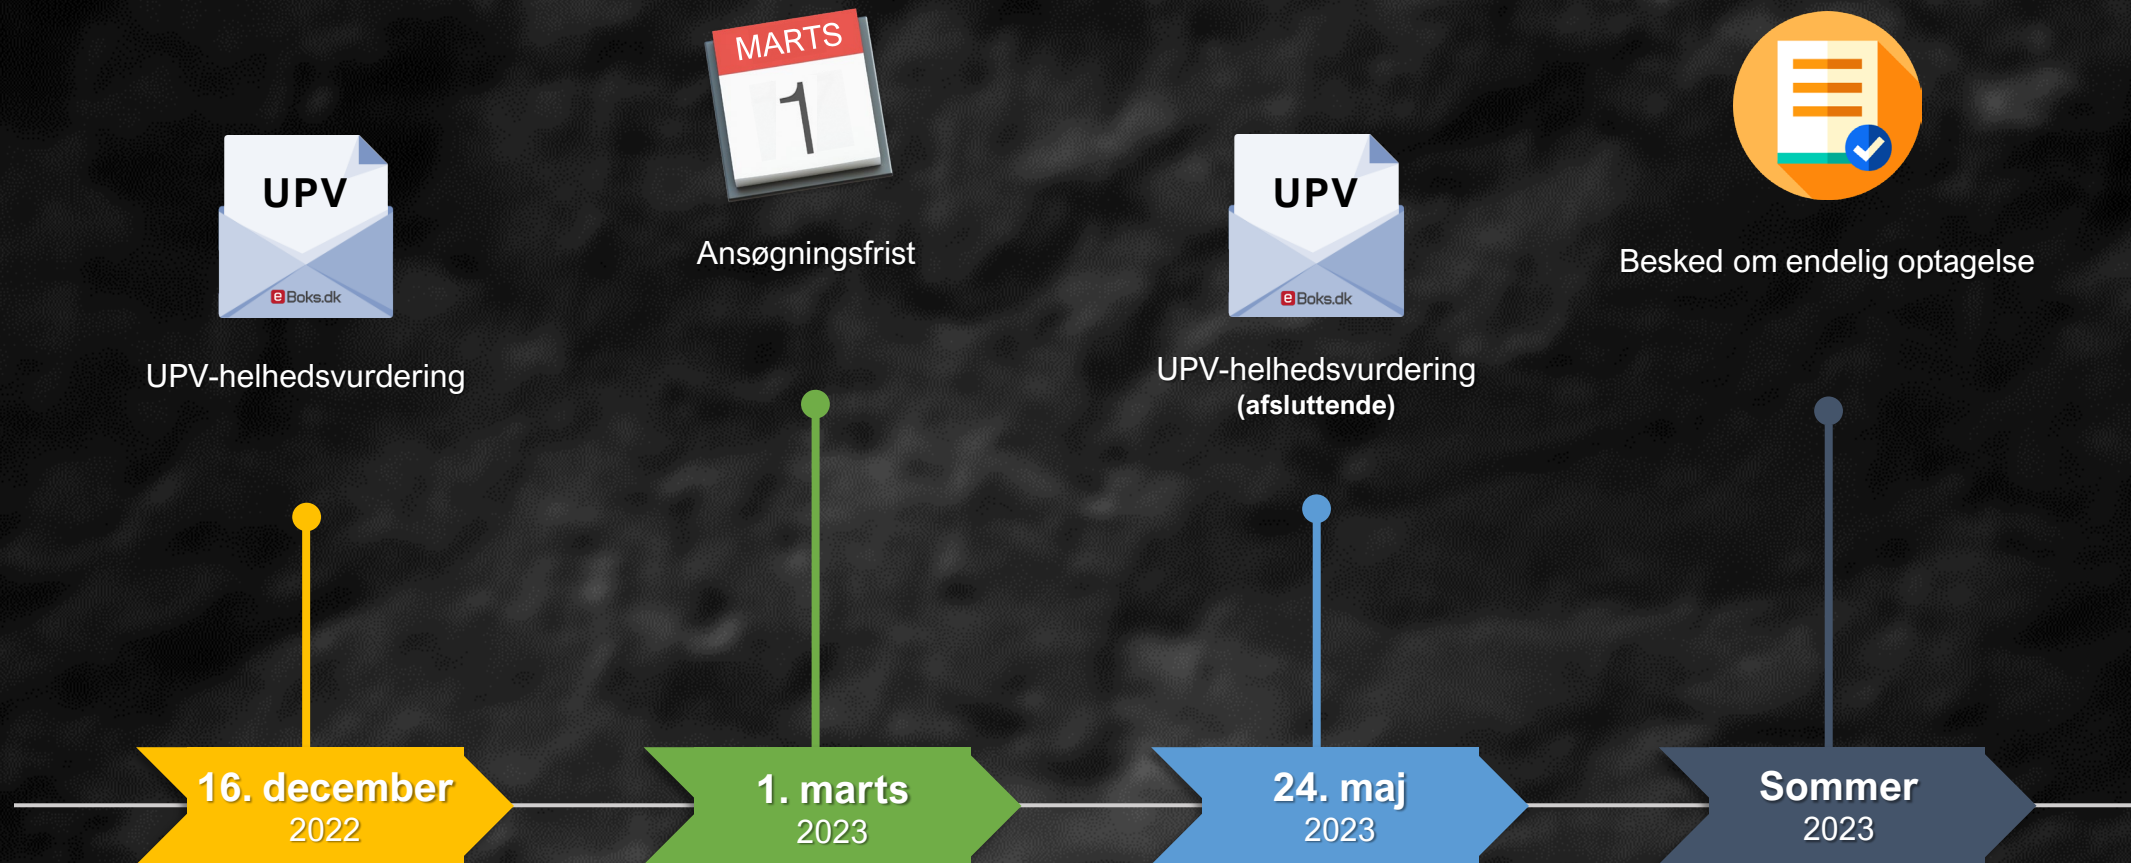 MARTS
1
UPV
eBoks.dk
UPV-helhedsvurdering
Ansøgningsfrist
UPV
eBoks.dk
UPV-helhedsvurdering
(afsluttende)
Besked om endelig optagelse
16. december
2022
1. marts
2023
24. maj
2023
Sommer
2023